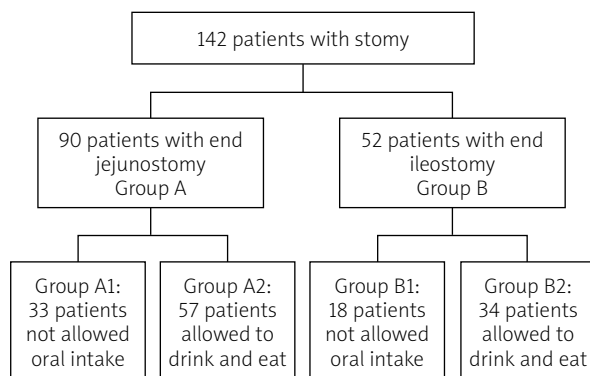 142 patients with stomy
90 patients with end
jejunostomy
Group A
52 patients with end
ileostomy
Group B
Group A1:
33 patients
not allowed
oral intake
Group A2:
57 patients
allowed to
drink and eat
Group B1:
18 patients
not allowed
oral intake
Group B2:
34 patients
allowed to
drink and eat